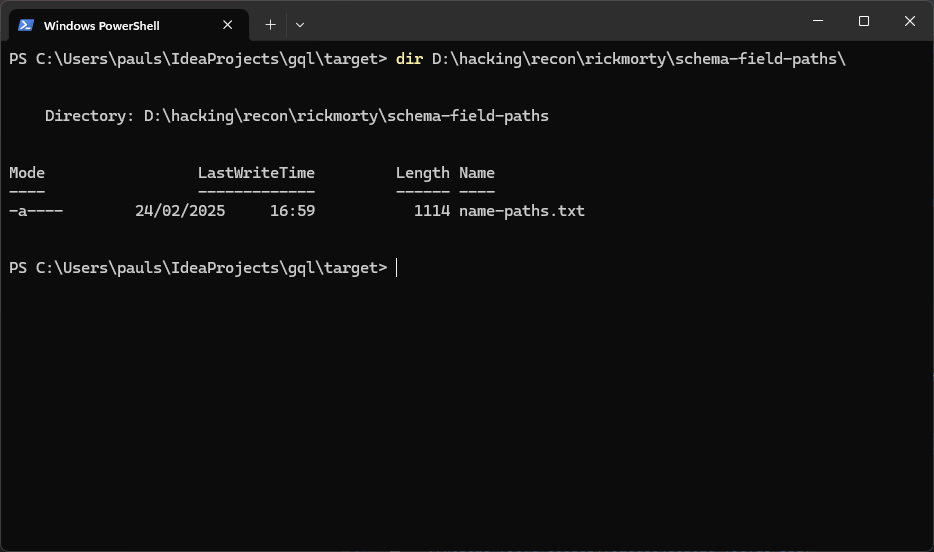 Windows PowerShell
PS C:\Users\pauls\IdeaProjects\gql\target> dir D:\hacking\recon\rickmorty\schema-field-paths\
Directory: D:\hacking\recon\rickmorty\schema-field-paths
Mode LastWriteTime Length Name
---- ------------- ------ ----
-a---- 24/02/2025 16:59 1114 name-paths.txt
PS C:\Users\pauls\IdeaProjects\gql\target>